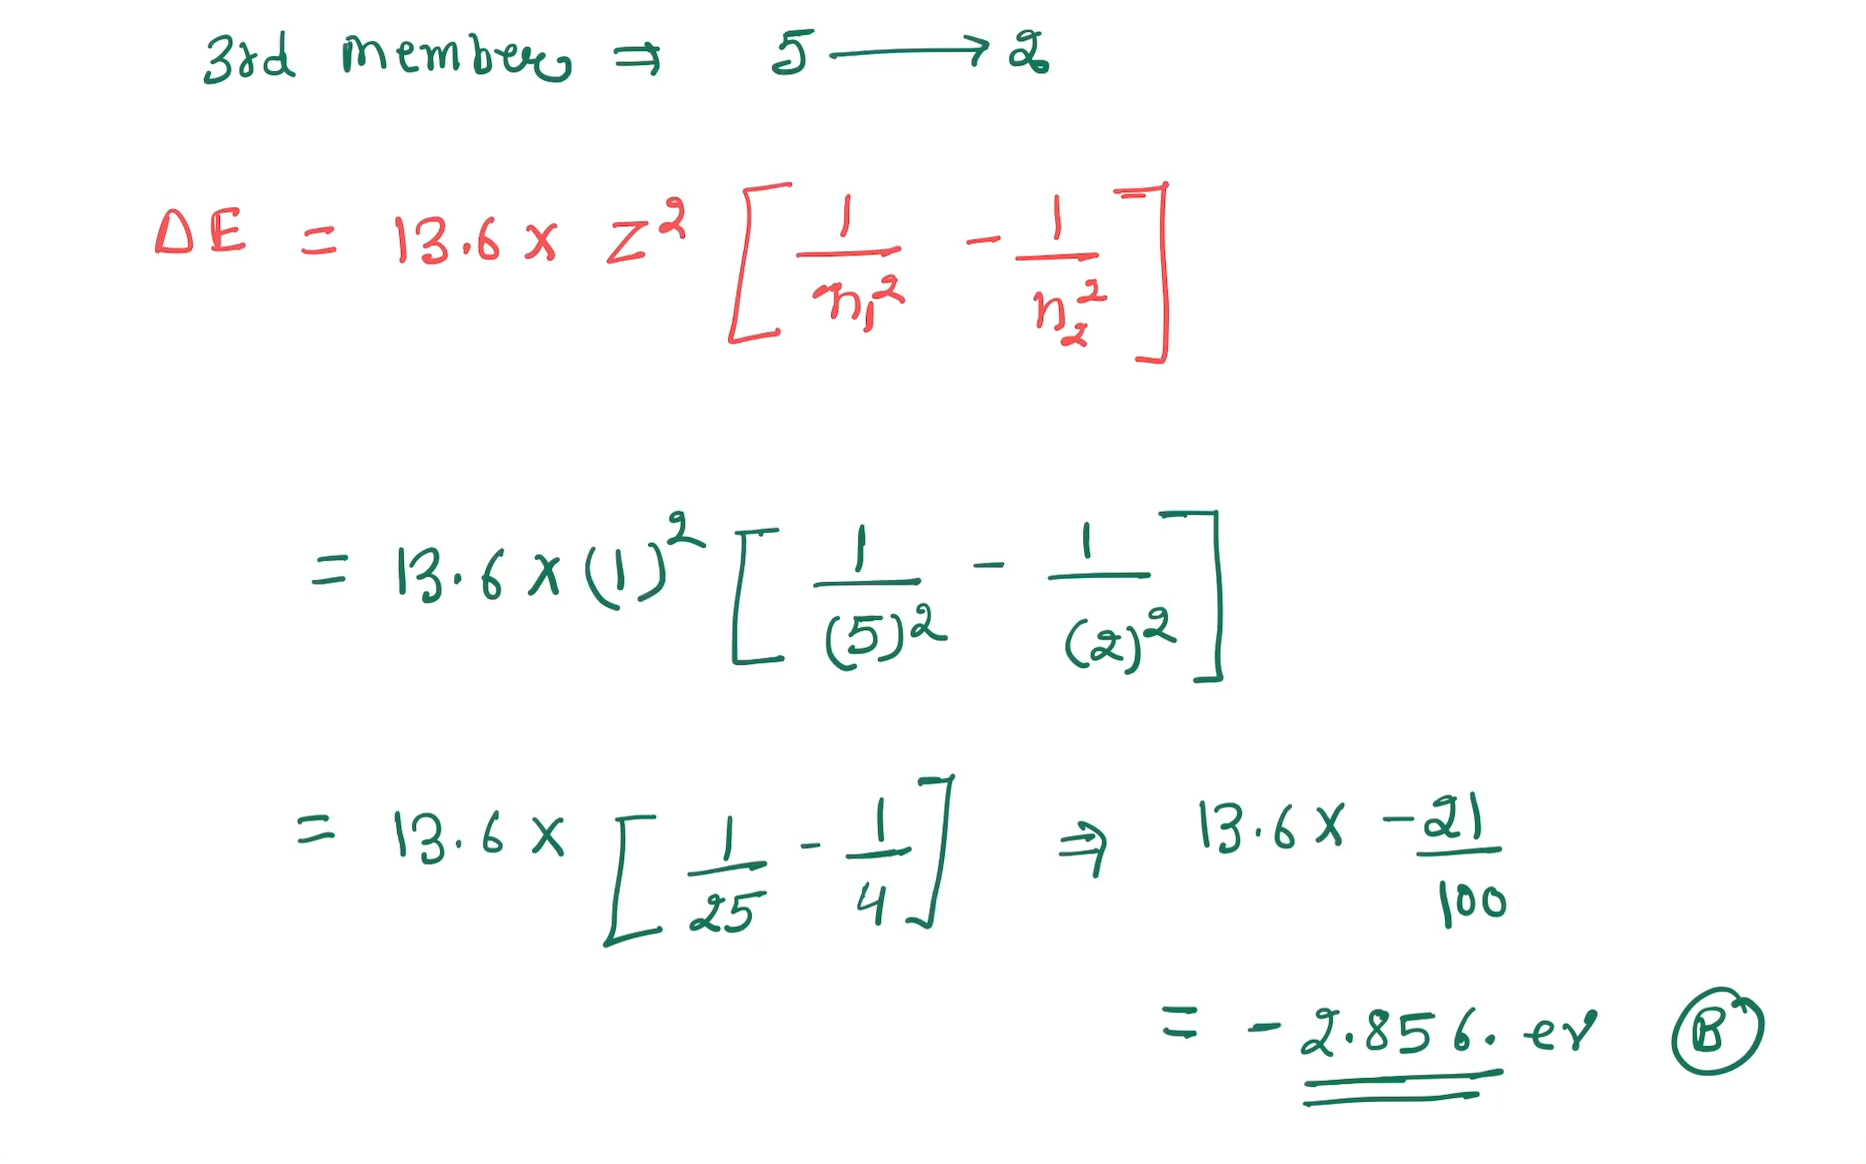 3rd member ⇒ 5 ⟶ 2
ΔE = 13.6 x Z² [ 1/n₁² - 1/n₂² ]
= 13.6 x (1)² [ 1/(5)² - 1/(2)² ]
= 13.6 x [ 1/25 - 1/4 ] ⇒ 13.6 x -21/100
= - 2.856. ev B